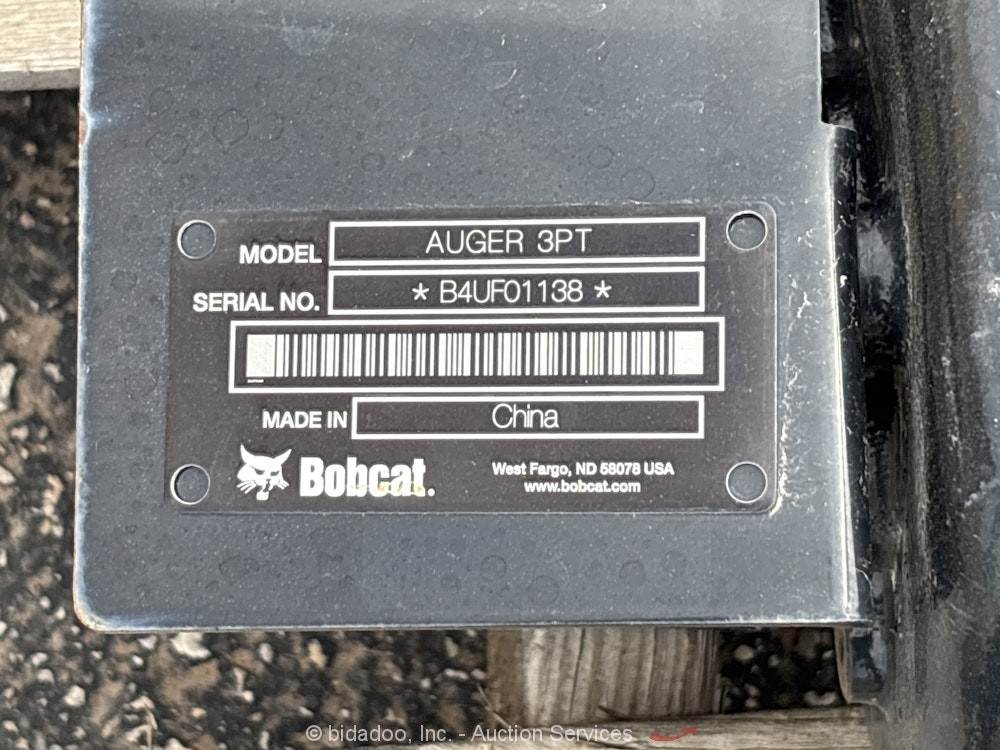 MODEL AUGER 3PT
SERIAL NO. * B4UF01138 *
MADE IN China
Bobcat.
West Fargo, ND 58078 USA
www.bobcat.com
© bidadoo, Inc. - Auction Services